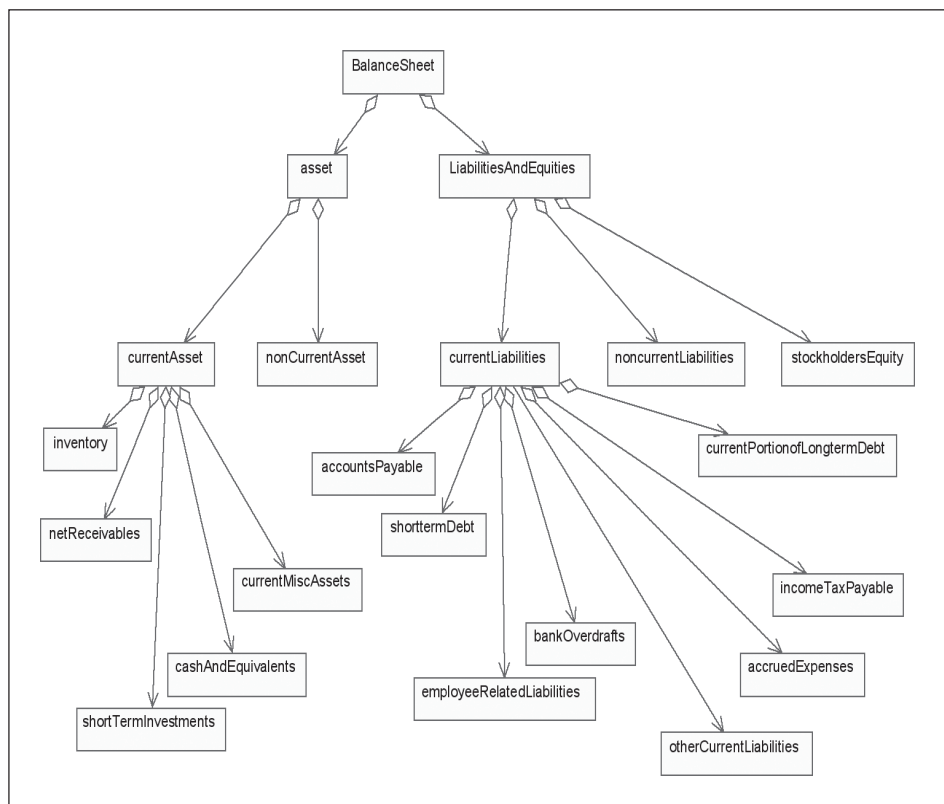 BalanceSheet
asset
LiabilitiesAndEquities
currentAsset
nonCurrentAsset
currentLiabilities
noncurrentLiabilities
stockholdersEquity
inventory
accountsPayable
currentPortionofLongtermDebt
netReceivables
shorttermDebt
currentMiscAssets
incomeTaxPayable
bankOverdrafts
cashAndEquivalents
accruedExpenses
employeeRelatedLiabilities
shortTermInvestments
otherCurrentLiabilities